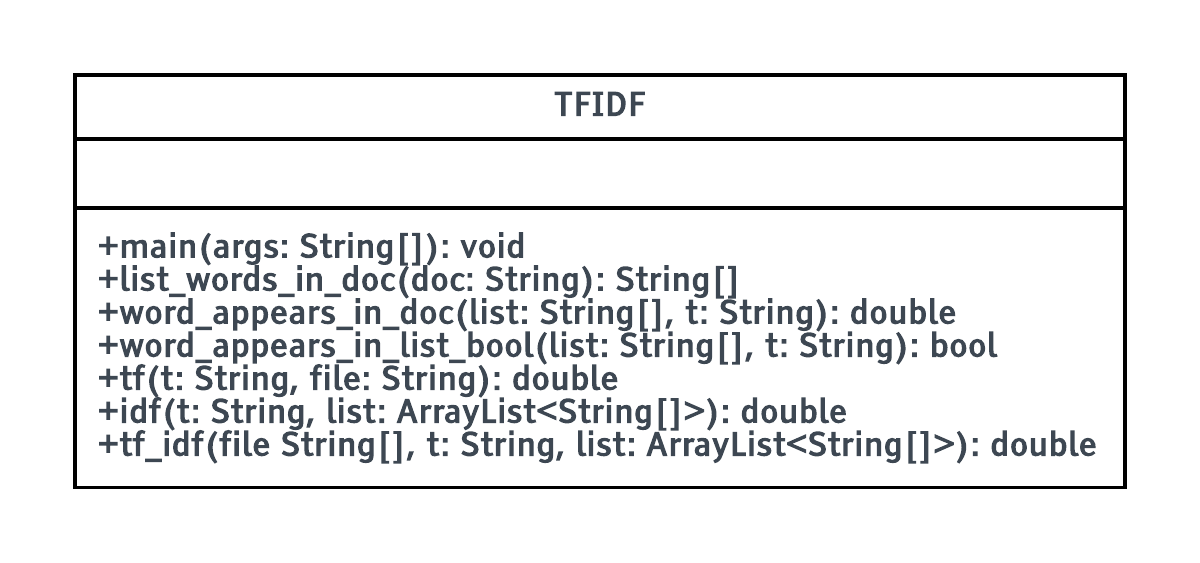 TFIDF
+main(args: String[]): void
+list_words_in_doc(doc: String): String[]
+word_appears_in_doc(list: String[], t: String): double
+word_appears_in_list_bool(list: String[], t: String): bool
+tf(t: String, file: String): double
+idf(t: String, list: ArrayList<String[]>): double
+tf_idf(file String[], t: String, list: ArrayList<String[]>): double